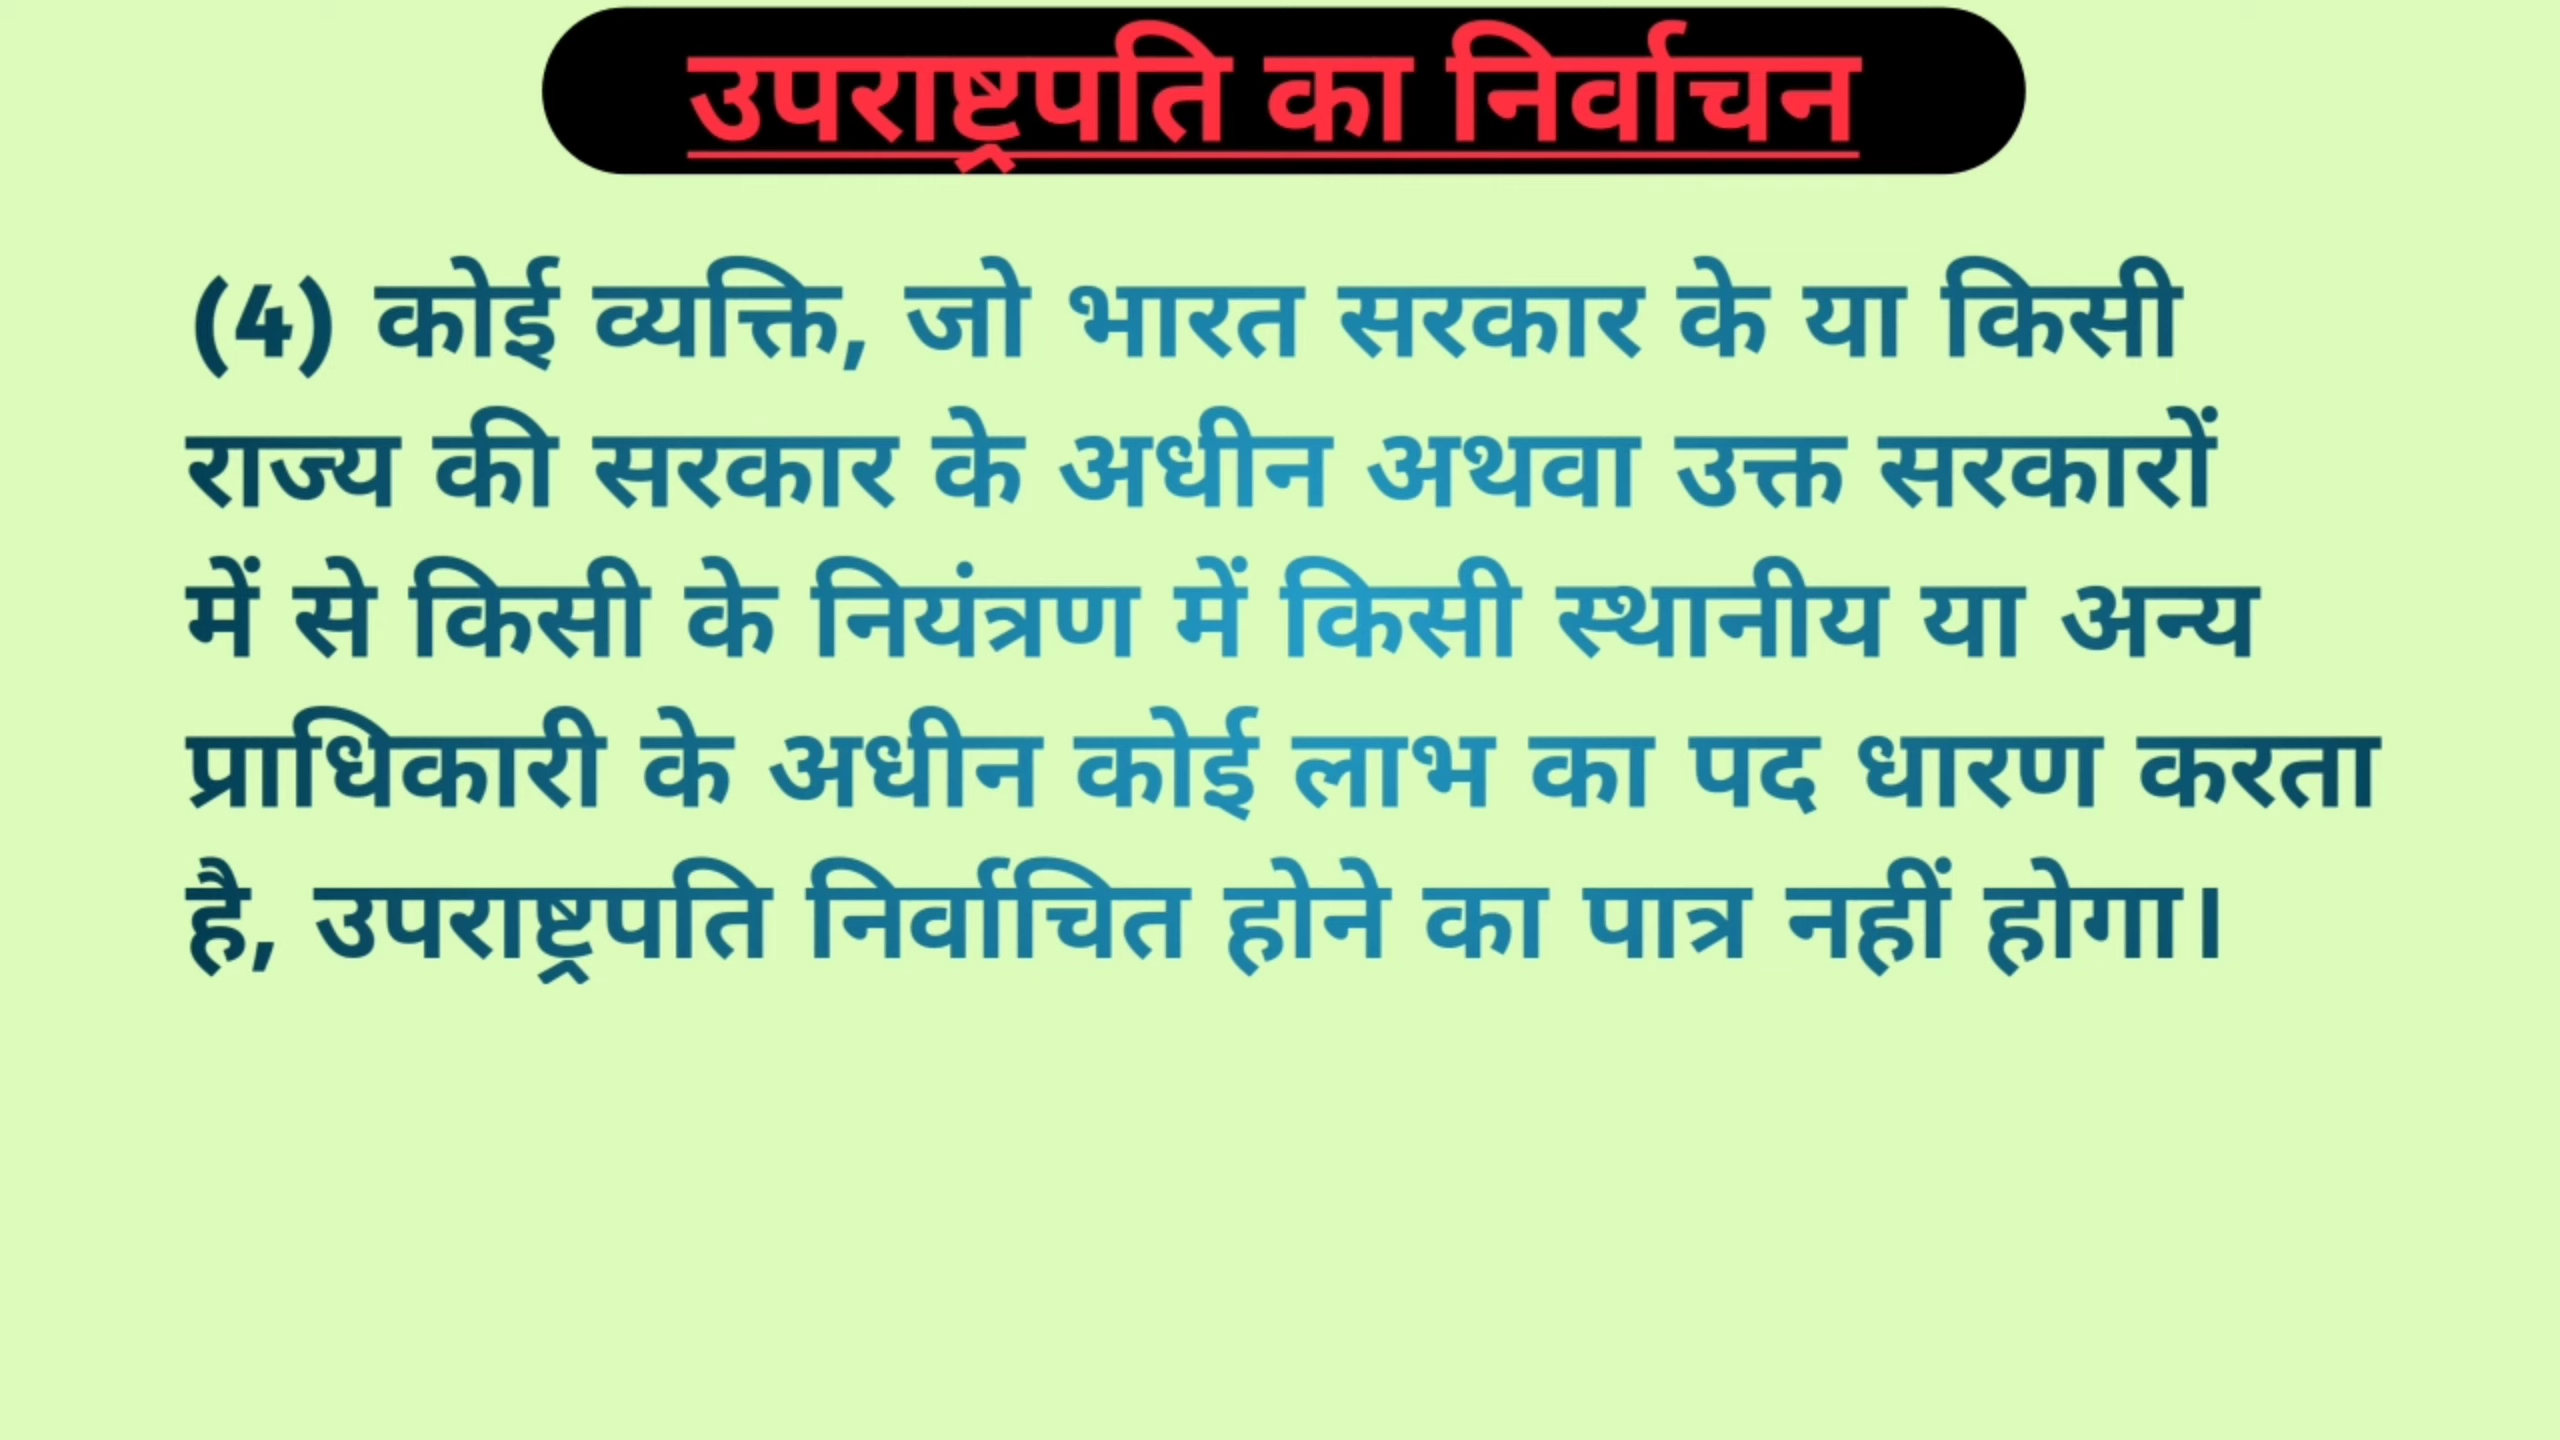 उपराष्ट्रपति का निर्वाचन
(4) कोई व्यक्ति, जो भारत सरकार के या किसी
राज्य की सरकार के अधीन अथवा उक्त सरकारों
में से किसी के नियंत्रण में किसी स्थानीय या अन्य
प्राधिकारी के अधीन कोई लाभ का पद धारण करता
है, उपराष्ट्रपति निर्वाचित होने का पात्र नहीं होगा।